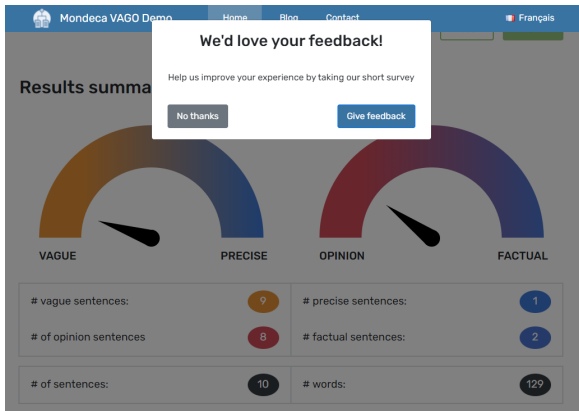 Mondeca VAGO Demo Home Blog Contact Français
We'd love your feedback!
Help us improve your experience by taking our short survey
No thanks Give feedback
Results summa
VAGUE PRECISE OPINION FACTUAL
# vague sentences: 9 # precise sentences: 1
# of opinion sentences 8 # factual sentences: 2
# of sentences: 10 # words: 129